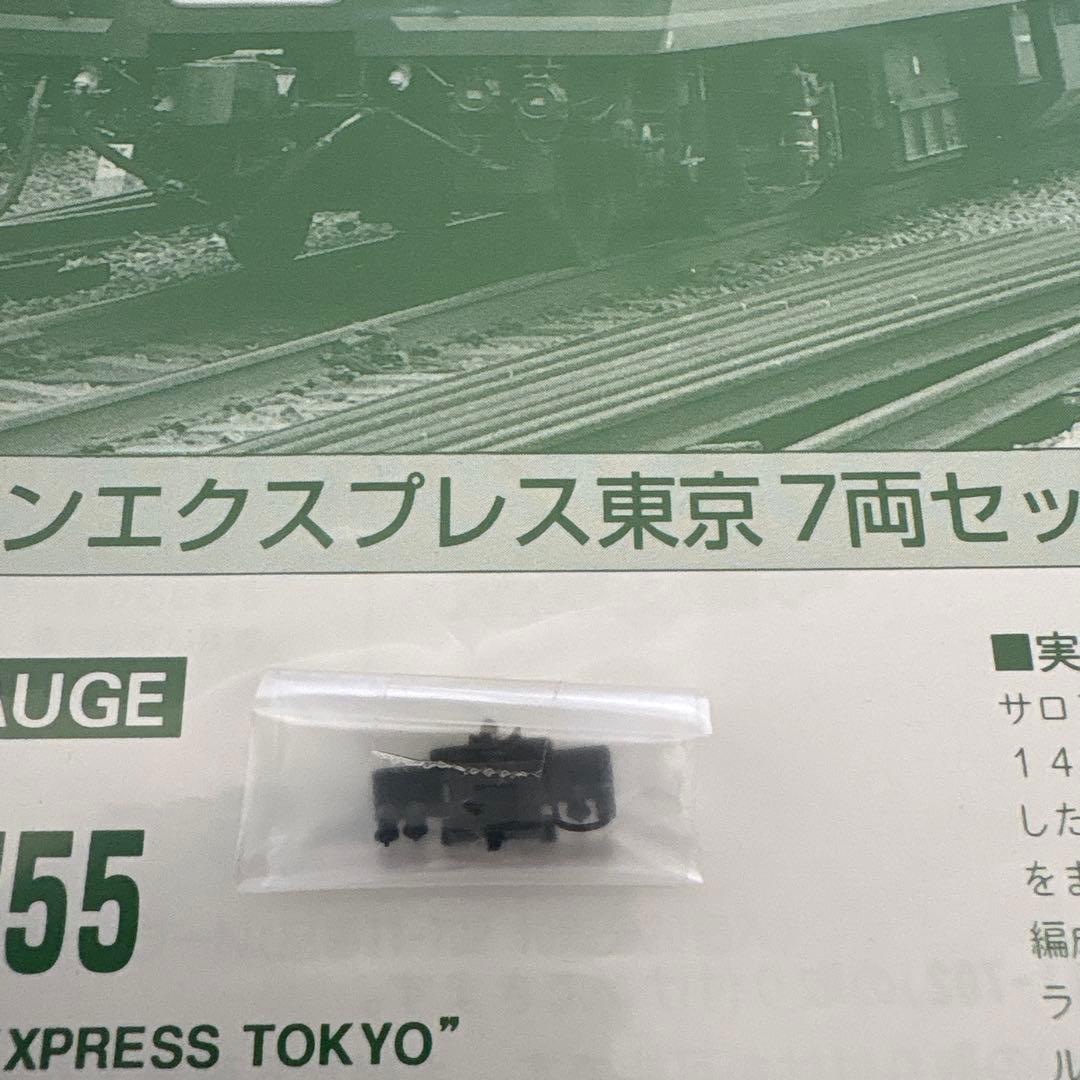 ンエクスプレス東京7両セッ
AUGE
55
XPRESS TOKYO”
■実
サロ
14
した
をま
編成
ラ
ル